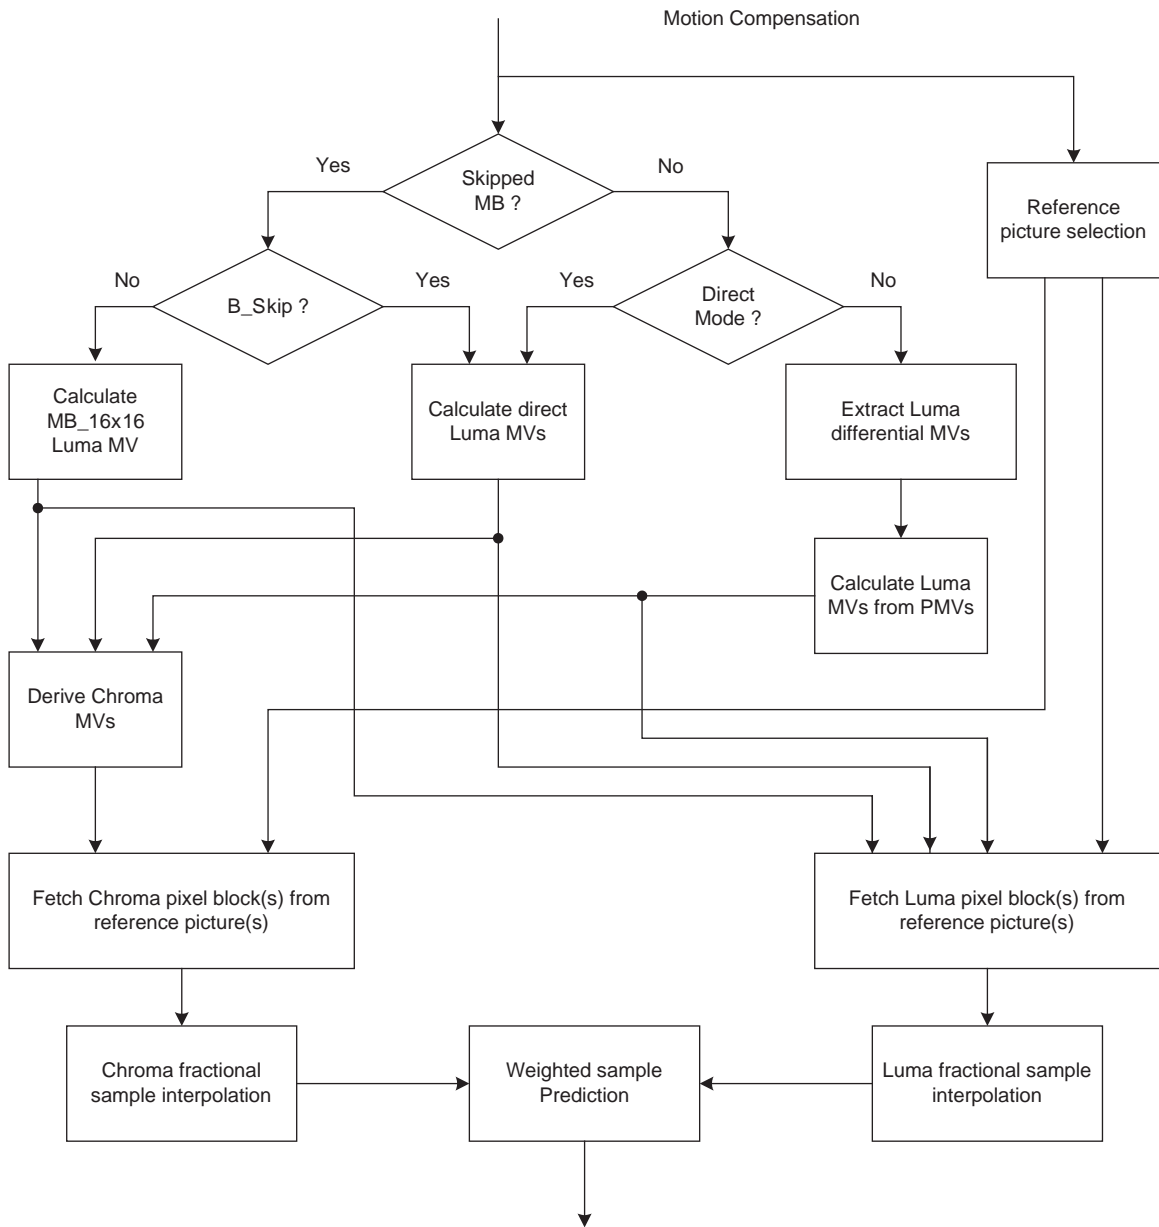 Motion Compensation
Yes
No
Skipped
MB ?
Reference
picture selection
No
Yes
Yes
No
B_Skip ?
Direct
Mode ?
Calculate
MB_16x16
Luma MV
Calculate direct
Luma MVs
Extract Luma
differential MVs
Calculate Luma
MVs from PMVs
Derive Chroma
MVs
Fetch Chroma pixel block(s) from
reference picture(s)
Fetch Luma pixel block(s) from
reference picture(s)
Chroma fractional
sample interpolation
Weighted sample
Prediction
Luma fractional sample
interpolation